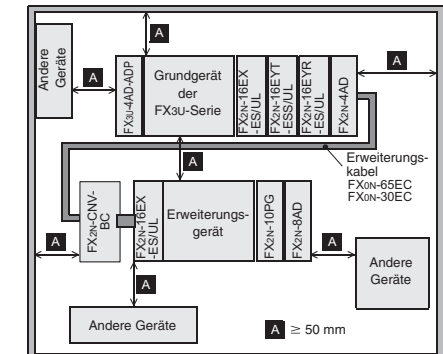 A
Andere
Geräte
A
FX3U-4AD-ADP
Grundgerät
der
FX3U-Serie
FX2N-16EX
-ES/UL
FX2N-16EYT
-ESS/UL
FX2N-16EYR
-ES/UL
FX2N-4AD
A
A
Erweiterungs-
kabel
FX0N-65EC
FX0N-30EC
FX2N-CNV-
BC
FX2N-16EX
-ES/UL
Erweiterungs-
gerät
FX2N-10PG
FX2N-8AD
A
A
A
Andere
Geräte
Andere Geräte
A ≥ 50 mm